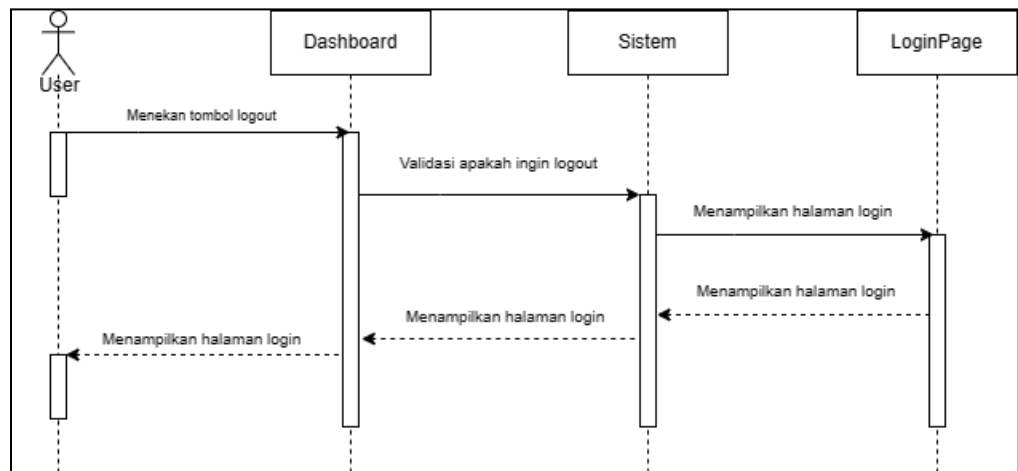 User
Dashboard
Sistem
LoginPage
Menekan tombol logout
Validasi apakah ingin logout
Menampilkan halaman login
Menampilkan halaman login
Menampilkan halaman login
Menampilkan halaman login